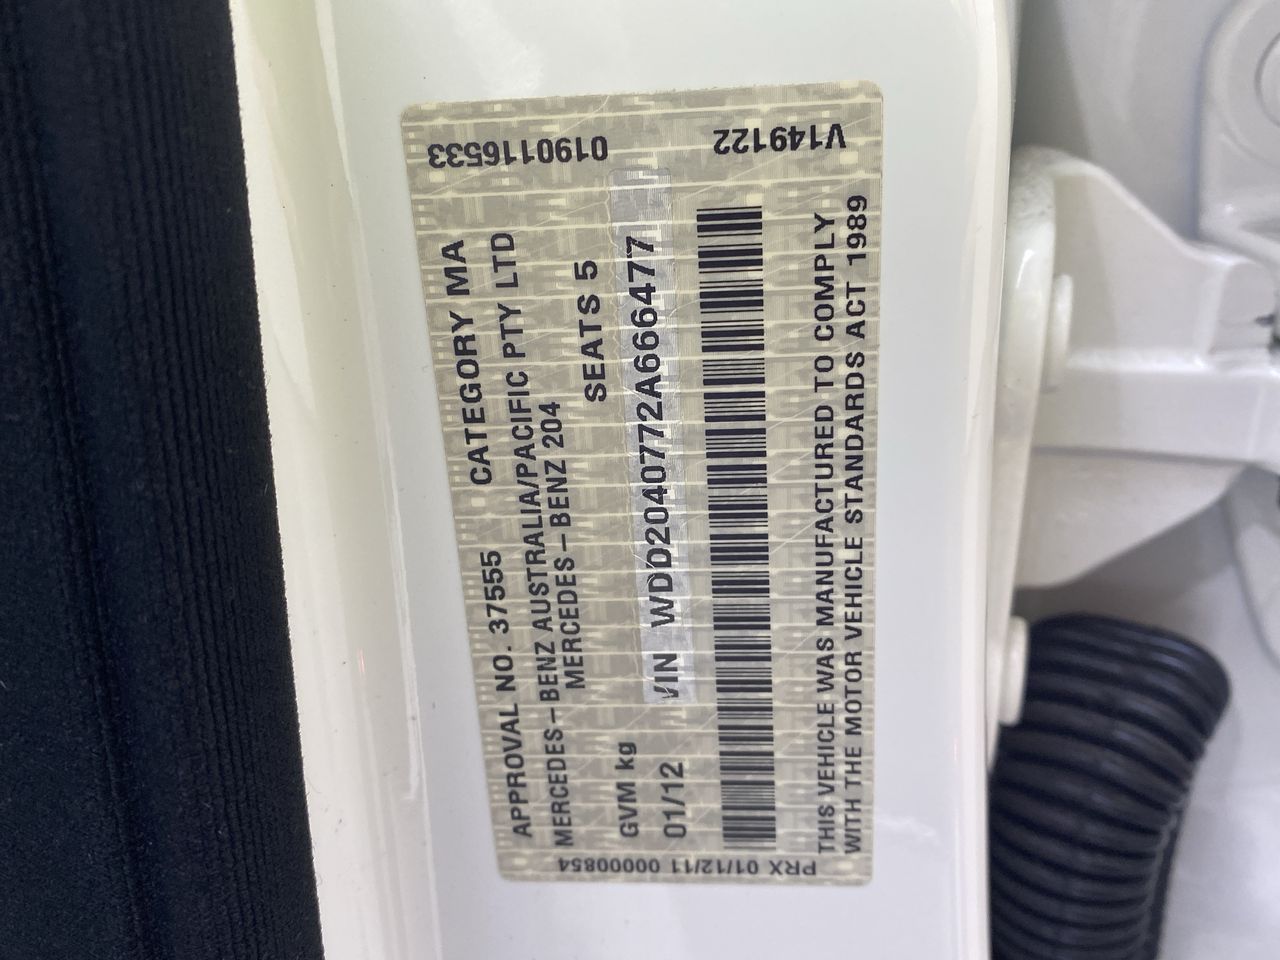 APPROVAL NO. 37555 CATEGORY MA
MERCEDES-BENZ AUSTRALIA/PACIFIC PTY LTD
MERCEDES-BENZ 204
GVM kg SEATS 5
01/12 VIN WDD2040772A666477
THIS VEHICLE WAS MANUFACTURED TO COMPLY
WITH THE MOTOR VEHICLE STANDARDS ACT 1989
0190116533 V149122
PRX 01/12/11 00000854